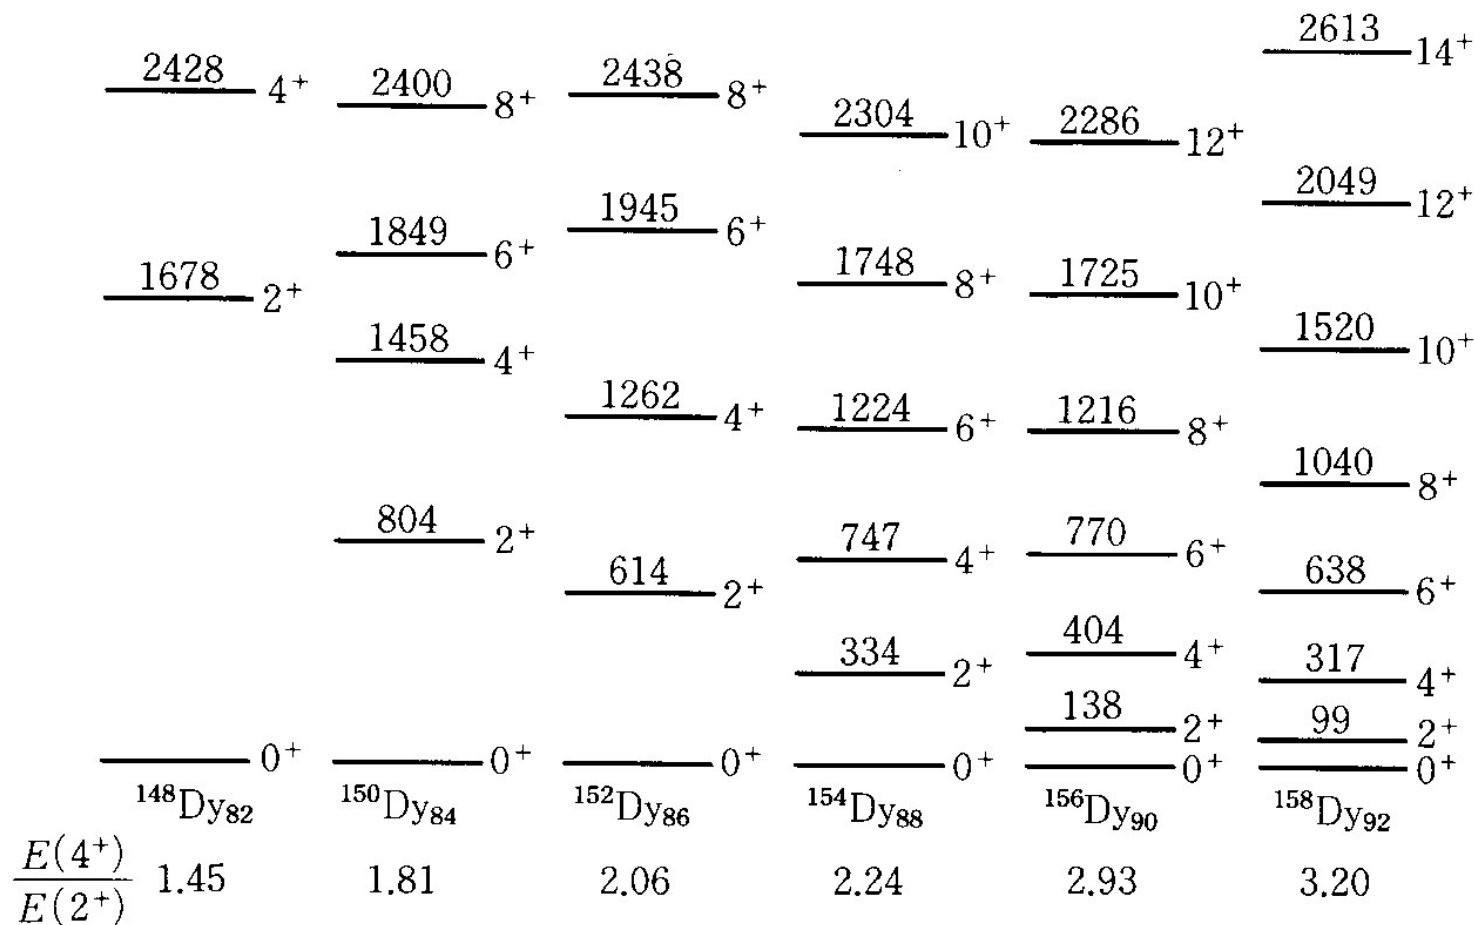 2613 14⁺
2428 4⁺ 2400 8⁺ 2438 8⁺
2304 10⁺ 2286 12⁺
2049 12⁺
1849 6⁺ 1945 6⁺
1678 2⁺ 1748 8⁺ 1725 10⁺
1458 4⁺ 1520 10⁺
1262 4⁺ 1224 6⁺ 1216 8⁺
1040 8⁺
804 2⁺ 747 4⁺ 770 6⁺
614 2⁺ 638 6⁺
334 2⁺ 404 4⁺ 317 4⁺
138 2⁺ 99 2⁺
0⁺ 0⁺ 0⁺ 0⁺ 0⁺ 0⁺
¹⁴⁸Dy₈₂ ¹⁵⁰Dy₈₄ ¹⁵²Dy₈₆ ¹⁵⁴Dy₈₈ ¹⁵⁶Dy₉₀ ¹⁵⁸Dy₉₂
E(4⁺)/E(2⁺) 1.45 1.81 2.06 2.24 2.93 3.20